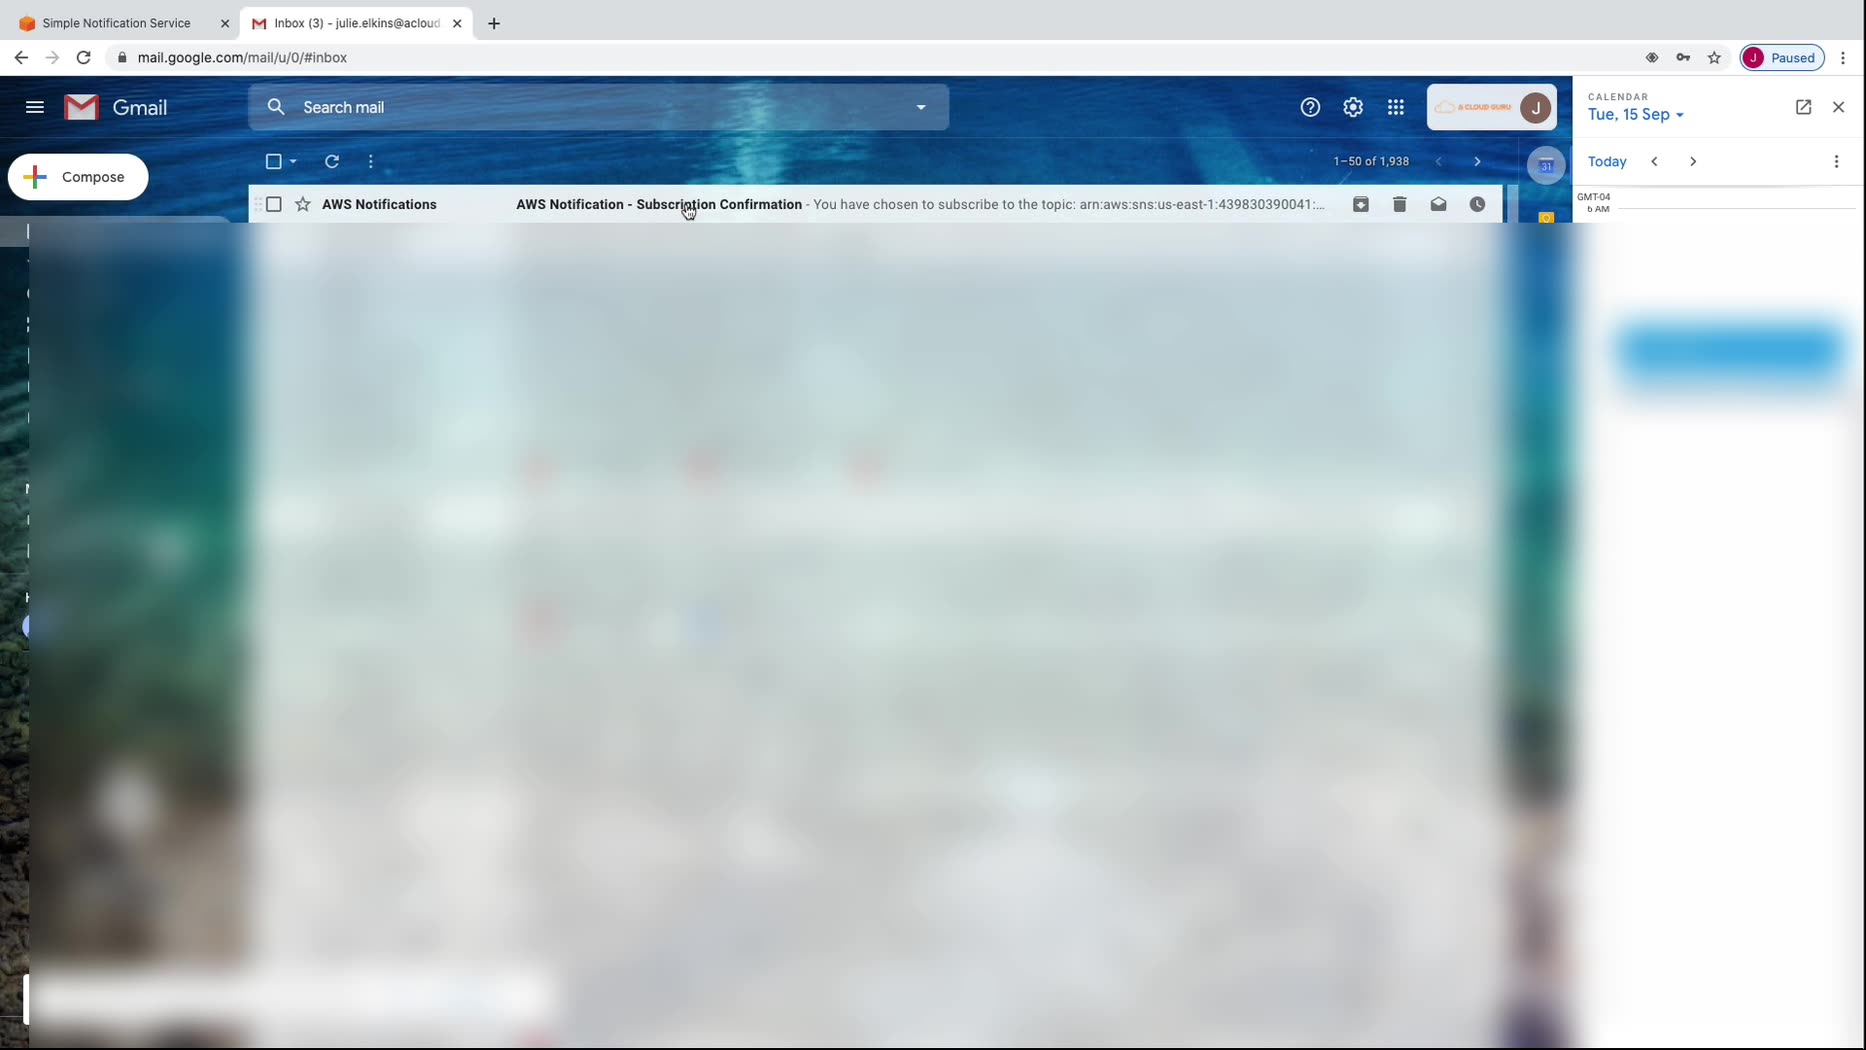 Simple Notification Service
Inbox (3) - julie.elkins@acloud
mail.google.com/mail/u/0/#inbox
J Paused
Gmail
Search mail
A CLOUD GURU
J
CALENDAR
Tue, 15 Sep
Compose
1–50 of 1,938
31
Today
AWS Notifications
AWS Notification - Subscription Confirmation - You have chosen to subscribe to the topic: arn:aws:sns:us-east-1:439830390041:...
GMT-04
6 AM